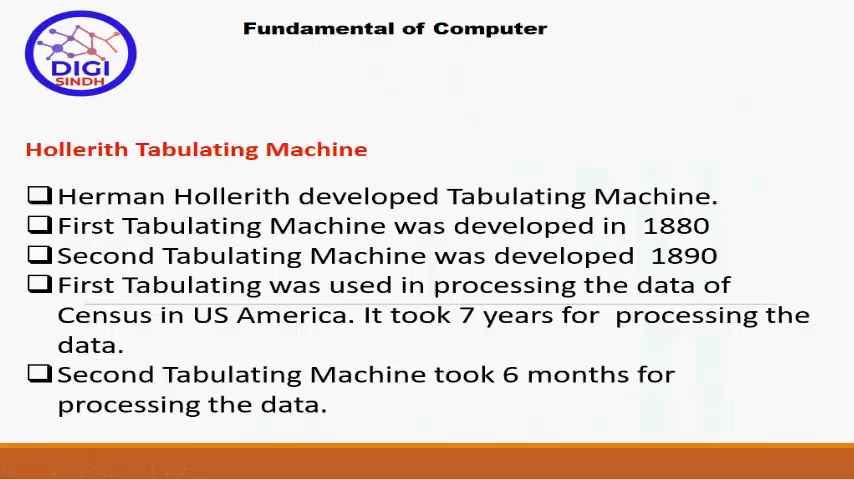 Fundamental of Computer
DIGI
SINDH
Hollerith Tabulating Machine
❑Herman Hollerith developed Tabulating Machine.
❑First Tabulating Machine was developed in 1880
❑Second Tabulating Machine was developed 1890
❑First Tabulating was used in processing the data of
Census in US America. It took 7 years for processing the
data.
❑Second Tabulating Machine took 6 months for
processing the data.